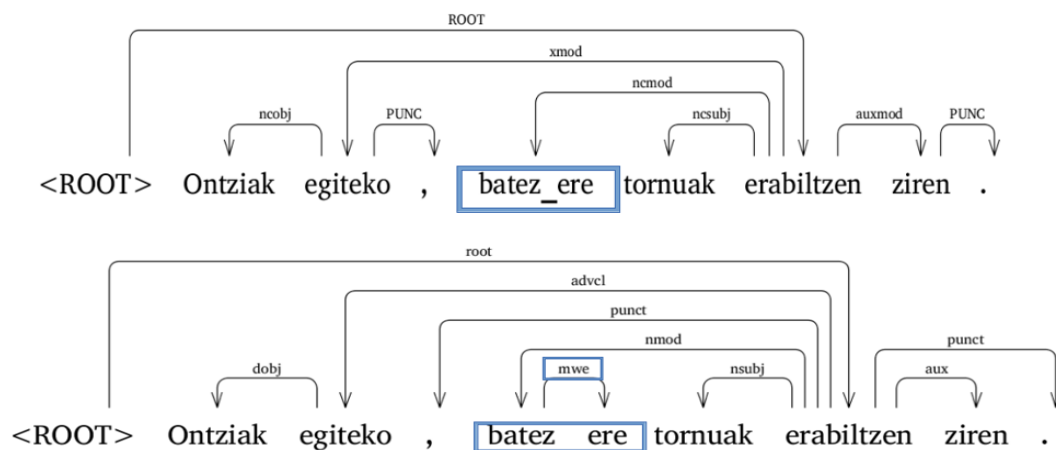 ROOT
xmod
ncmod
ncobj PUNC ncsubj auxmod PUNC
<ROOT> Ontziak egiteko , batez_ere tornuak erabiltzen ziren .
root
advcl
punct
nmod punct
dobj mwe nsubj aux
<ROOT> Ontziak egiteko , batez ere tornuak erabiltzen ziren .